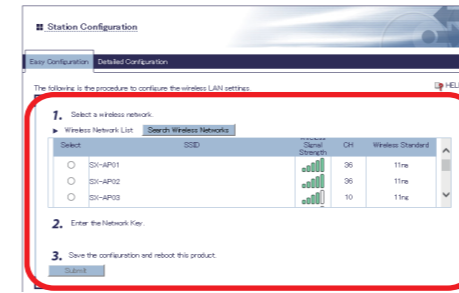 Station Configuration
Easy Configuration Detailed Configuration
The following is the procedure to configure the wireless LAN settings.
HELP
1. Select a wireless network.
▶ Wireless Network List Search Wireless Networks
Select SSID Wireless Signal Strength CH Wireless Standard
SX-AP01 36 11na
SX-AP02 36 11na
SX-AP03 10 11ng
2. Enter the Network Key.
3. Save the configuration and reboot this product.
Submit